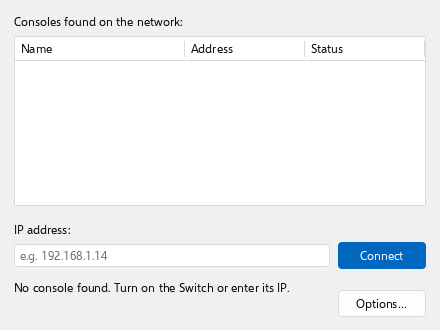 Consoles found on the network:
Name Address Status
IP address:
e.g. 192.168.1.14 Connect
No console found. Turn on the Switch or enter its IP.
Options...